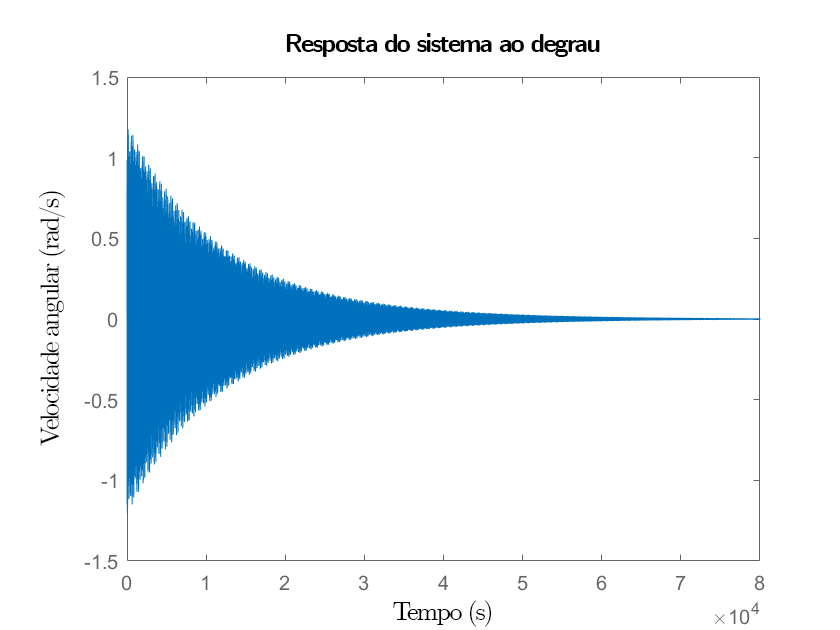 Resposta do sistema ao degrau
Velocidade angular (rad/s)
1.5
1
0.5
0
-0.5
-1
-1.5
0 1 2 3 4 5 6 7 8
×10⁴
Tempo (s)